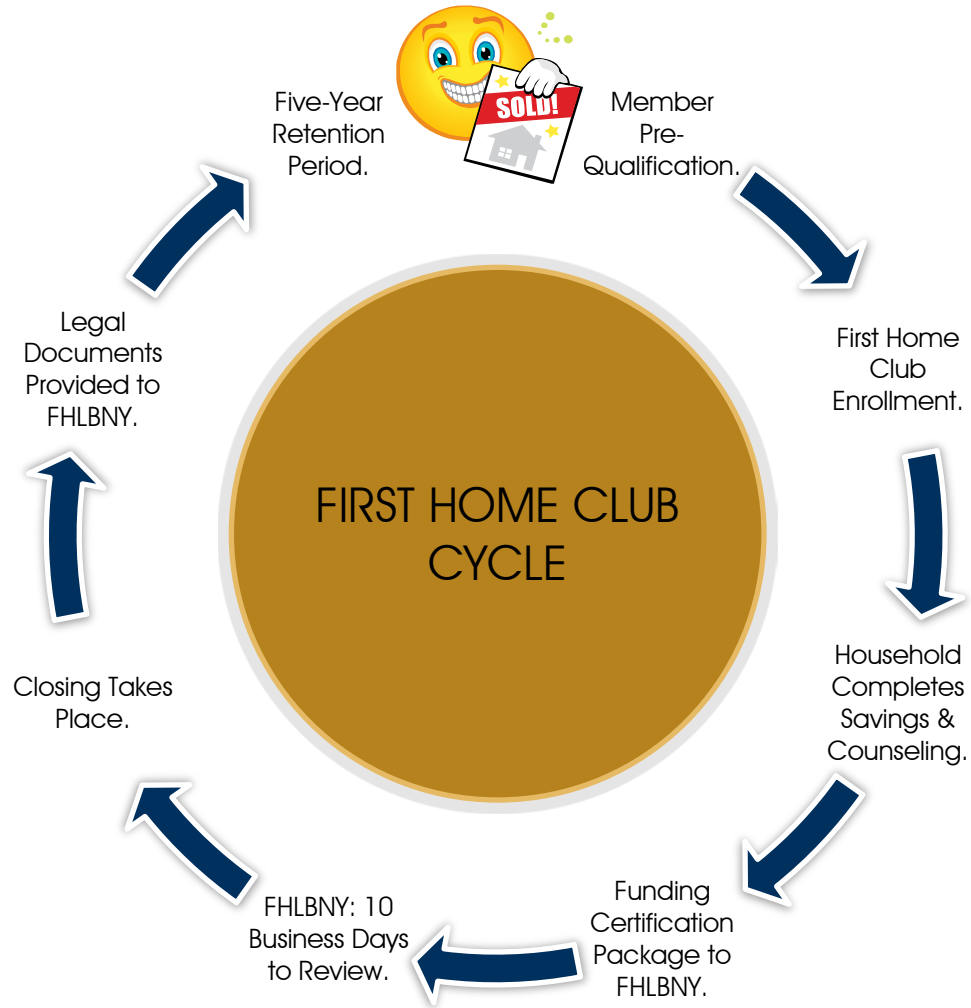 SOLD!
Member
Pre-
Qualification.
First Home
Club
Enrollment.
Household
Completes
Savings &
Counseling.
Funding
Certification
Package to
FHLBNY.
FHLBNY: 10
Business Days
to Review.
Closing Takes
Place.
Legal
Documents
Provided to
FHLBNY.
Five-Year
Retention
Period.
FIRST HOME CLUB
CYCLE